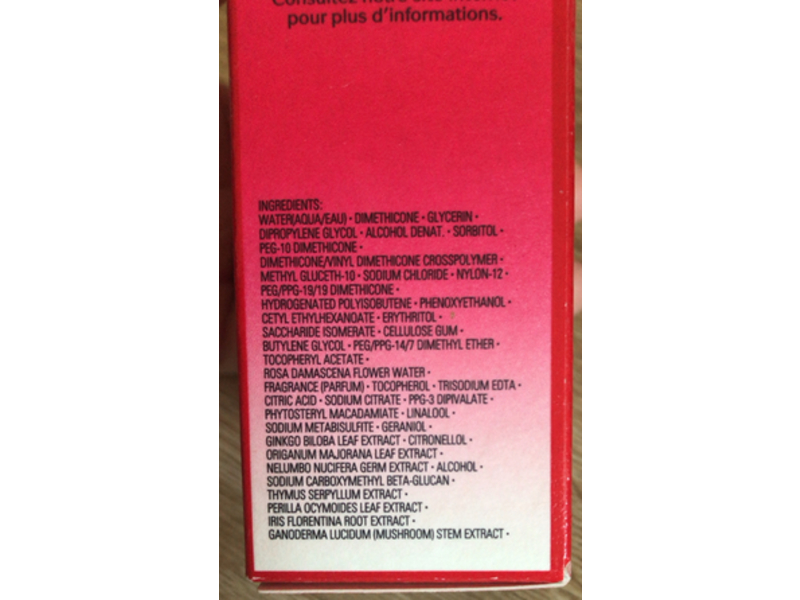 Consultez notre site Internet
pour plus d'informations.
INGREDIENTS:
WATER(AQUA/EAU) • DIMETHICONE • GLYCERIN •
DIPROPYLENE GLYCOL • ALCOHOL DENAT. • SORBITOL •
PEG-10 DIMETHICONE •
DIMETHICONE/VINYL DIMETHICONE CROSSPOLYMER •
METHYL GLUCETH-10 • SODIUM CHLORIDE • NYLON-12 •
PEG/PPG-19/19 DIMETHICONE •
HYDROGENATED POLYISOBUTENE • PHENOXYETHANOL •
CETYL ETHYLHEXANOATE • ERYTHRITOL •
SACCHARIDE ISOMERATE • CELLULOSE GUM •
BUTYLENE GLYCOL • PEG/PPG-14/7 DIMETHYL ETHER •
TOCOPHERYL ACETATE •
ROSA DAMASCENA FLOWER WATER •
FRAGRANCE (PARFUM) • TOCOPHEROL • TRISODIUM EDTA •
CITRIC ACID • SODIUM CITRATE • PPG-3 DIPIVALATE •
PHYTOSTERYL MACADAMIATE • LINALOOL •
SODIUM METABISULFITE • GERANIOL •
GINKGO BILOBA LEAF EXTRACT • CITRONELLOL •
ORIGANUM MAJORANA LEAF EXTRACT •
NELUMBO NUCIFERA GERM EXTRACT • ALCOHOL •
SODIUM CARBOXYMETHYL BETA-GLUCAN •
THYMUS SERPYLLUM EXTRACT •
PERILLA OCYMOIDES LEAF EXTRACT •
IRIS FLORENTINA ROOT EXTRACT •
GANODERMA LUCIDUM (MUSHROOM) STEM EXTRACT •